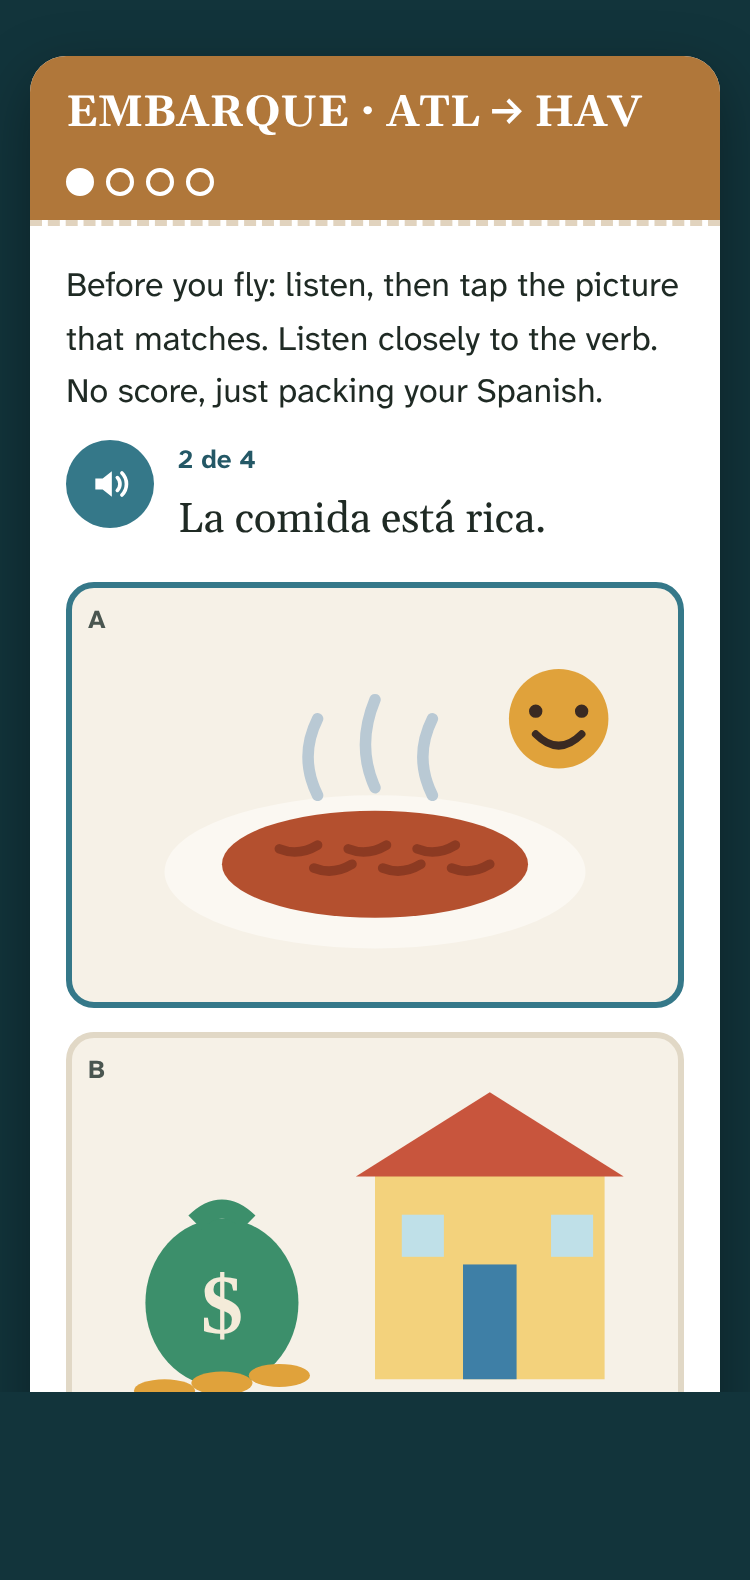 EMBARQUE · ATL → HAV
Before you fly: listen, then tap the picture
that matches. Listen closely to the verb.
No score, just packing your Spanish.
2 de 4
La comida está rica.
A
B
$